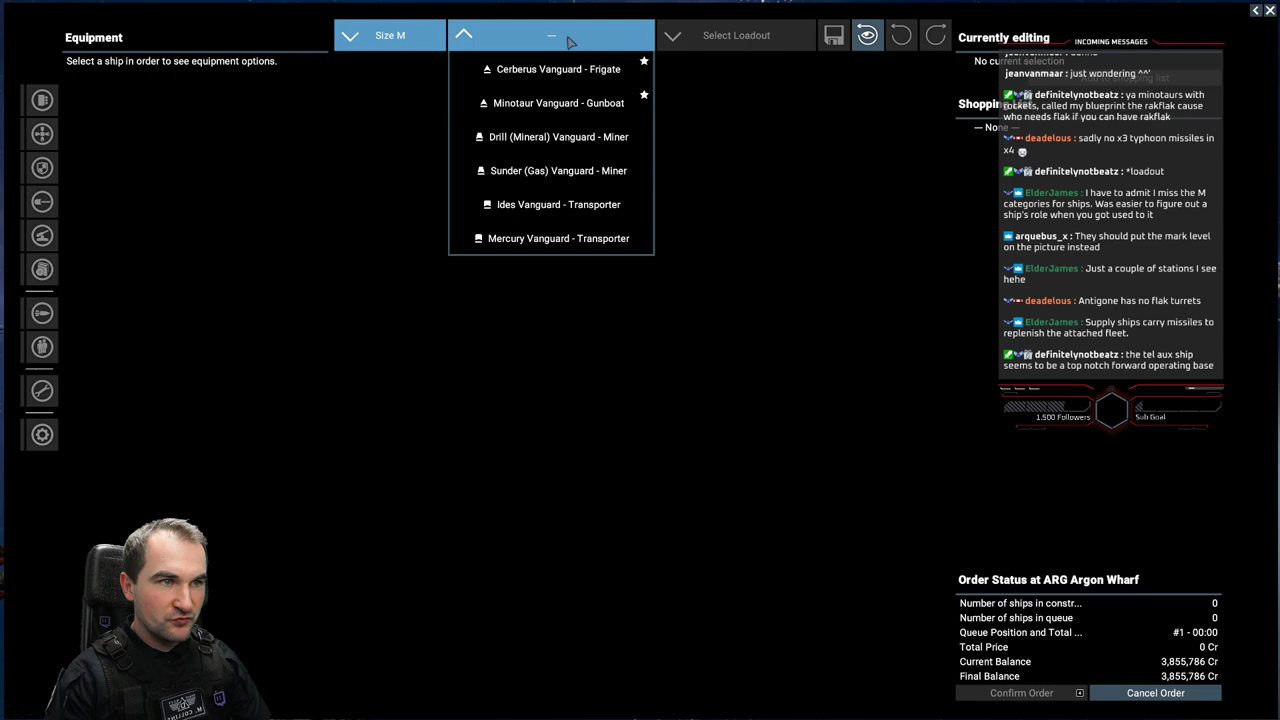 Equipment
Select a ship in order to see equipment options.
Size M
---
Select Loadout
Cerberus Vanguard - Frigate
Minotaur Vanguard - Gunboat
Drill (Mineral) Vanguard - Miner
Sunder (Gas) Vanguard - Miner
Ides Vanguard - Transporter
Mercury Vanguard - Transporter
Currently editing
No current selection
Shopping
— None —
INCOMING MESSAGES
jeanvanmaar : just wondering ^^'
definitelynotbeatz : ya minotaurs with
rockets, called my blueprint the rakflak cause
who needs flak if you can have rakflak
deadelous : sadly no x3 typhoon missiles in
x4
definitelynotbeatz : *loadout
ElderJames : I have to admit I miss the M
categories for ships. Was easier to figure out a
ship's role when you got used to it
arquebus_x : They should put the mark level
on the picture instead
ElderJames : Just a couple of stations I see
hehe
deadelous : Antigone has no flak turrets
ElderJames : Supply ships carry missiles to
replenish the attached fleet.
definitelynotbeatz : the tel aux ship
seems to be a top notch forward operating base
1.500 Followers
Sub Goal
Order Status at ARG Argon Wharf
Number of ships in constr... 0
Number of ships in queue 0
Queue Position and Total ... #1 - 00:00
Total Price 0 Cr
Current Balance 3,855,786 Cr
Final Balance 3,855,786 Cr
Confirm Order
Cancel Order